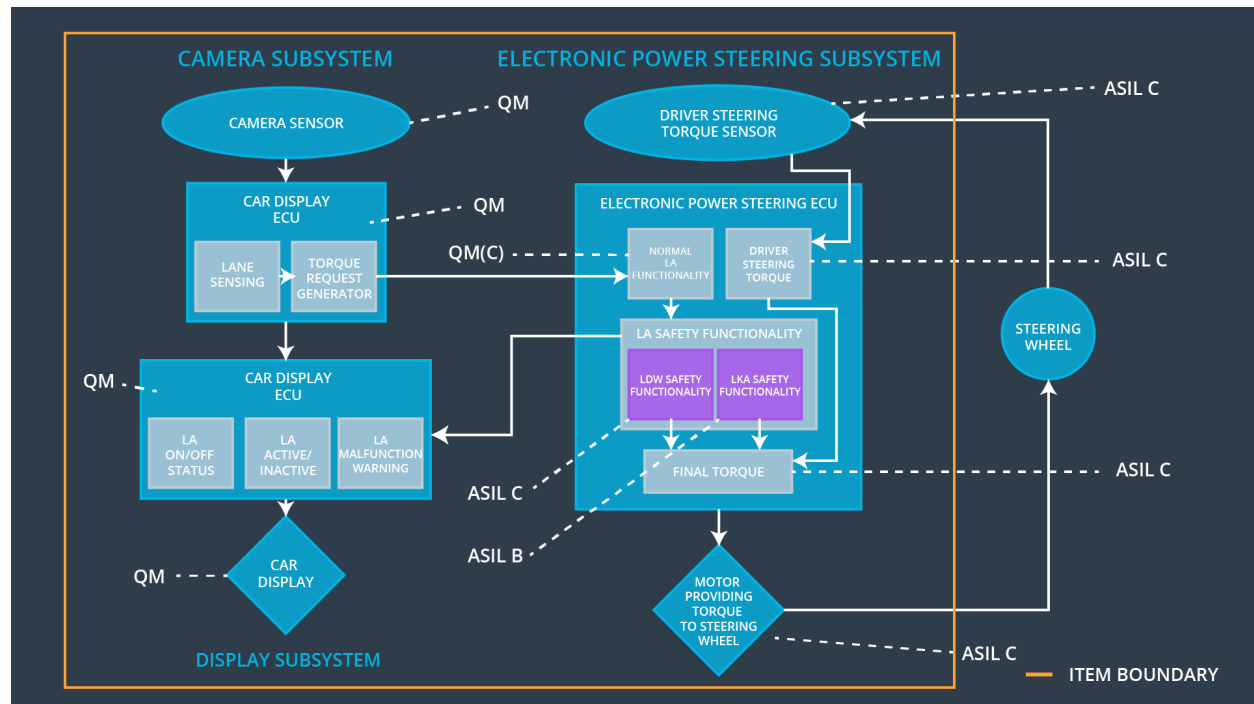 CAMERA SUBSYSTEM
ELECTRONIC POWER STEERING SUBSYSTEM
CAMERA SENSOR
QM
DRIVER STEERING
TORQUE SENSOR
ASIL C
CAR DISPLAY
ECU
QM
LANE
SENSING
TORQUE
REQUEST
GENERATOR
ELECTRONIC POWER STEERING ECU
QM(C)
NORMAL
LA
FUNCTIONALITY
DRIVER
STEERING
TORQUE
ASIL C
LA SAFETY FUNCTIONALITY
LDW SAFETY
FUNCTIONALITY
LKA SAFETY
FUNCTIONALITY
STEERING
WHEEL
QM
CAR DISPLAY
ECU
LA
ON/OFF
STATUS
LA
ACTIVE/
INACTIVE
LA
MALFUNCTION
WARNING
FINAL TORQUE
ASIL C
ASIL C
ASIL B
QM
CAR
DISPLAY
MOTOR
PROVIDING
TORQUE
TO STEERING
WHEEL
ASIL C
DISPLAY SUBSYSTEM
ITEM BOUNDARY